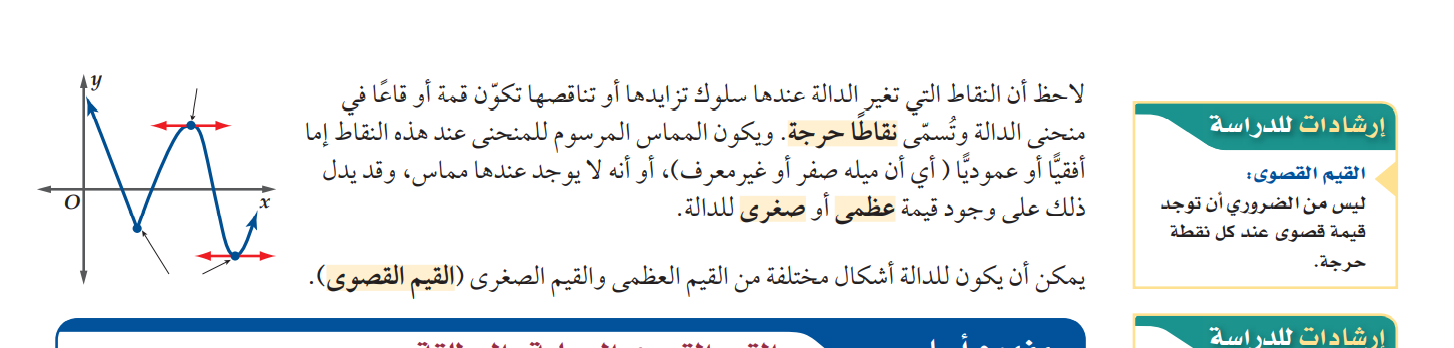 لاحظ أن النقاط التي تغير الدالة عندها سلوك تزايدها أو تناقصها تكوّن قمة أو قاعًا في
منحنى الدالة وتُسمّى نقاطًا حرجة. ويكون المماس المرسوم للمنحنى عند هذه النقاط إما
أفقيًّا أو عموديًّا ( أي أن ميله صفر أو غير معرف)، أو أنه لا يوجد عندها مماس، وقد يدل
ذلك على وجود قيمة عظمى أو صغرى للدالة.
يمكن أن يكون للدالة أشكال مختلفة من القيم العظمى والقيم الصغرى (القيم القصوى).
إرشادات للدراسة
القيم القصوى:
ليس من الضروري أن توجد
قيمة قصوى عند كل نقطة
حرجة.
إرشادات للدراسة
y
O
x